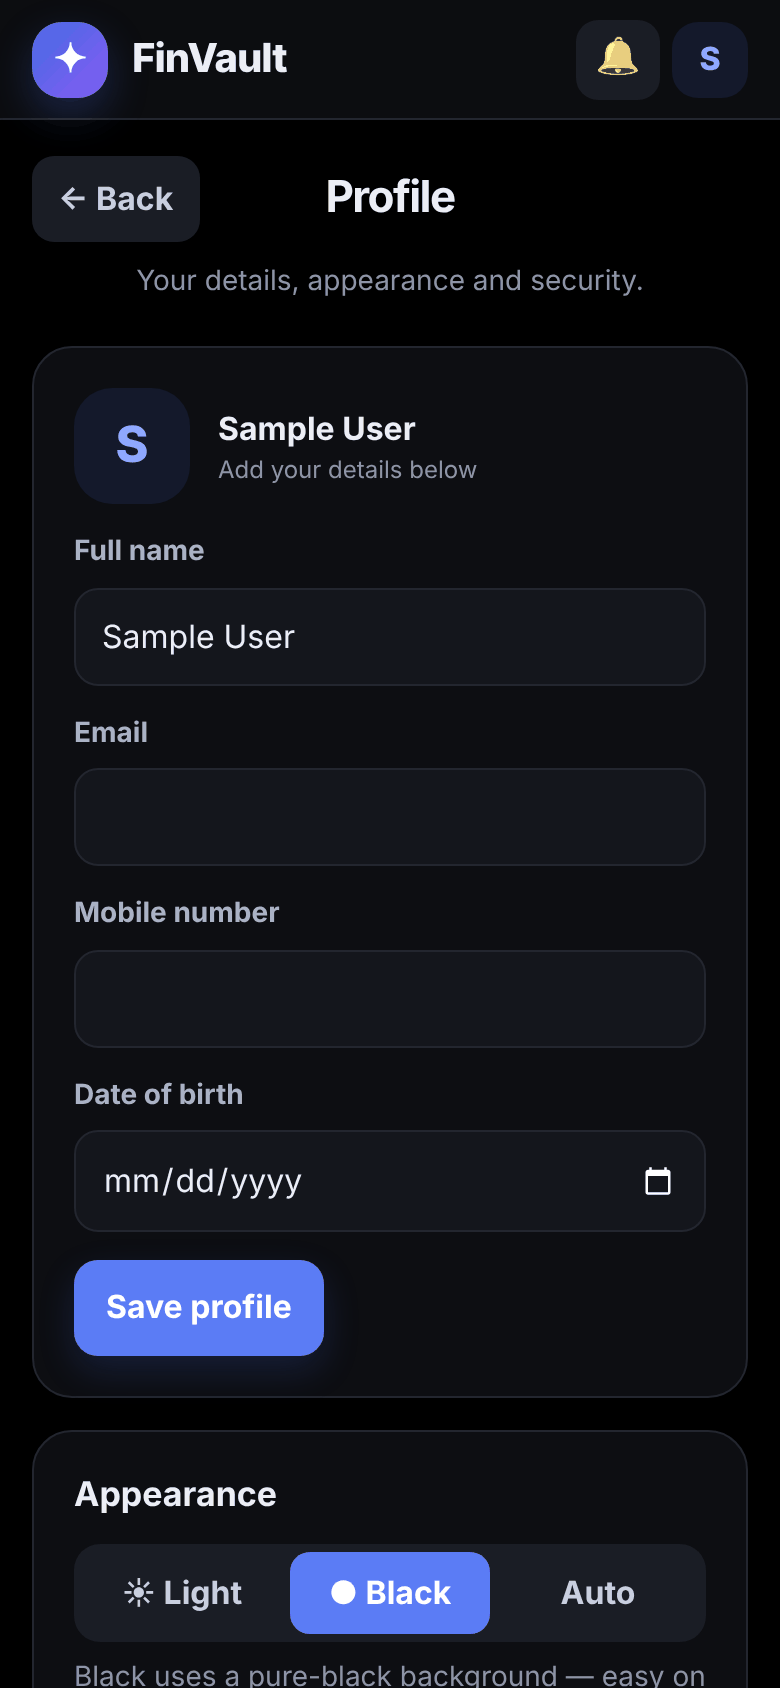 FinVault
S
← Back
Profile
Your details, appearance and security.
S
Sample User
Add your details below
Full name
Sample User
Email
Mobile number
Date of birth
mm/dd/yyyy
Save profile
Appearance
Light
Black
Auto
Black uses a pure-black background — easy on